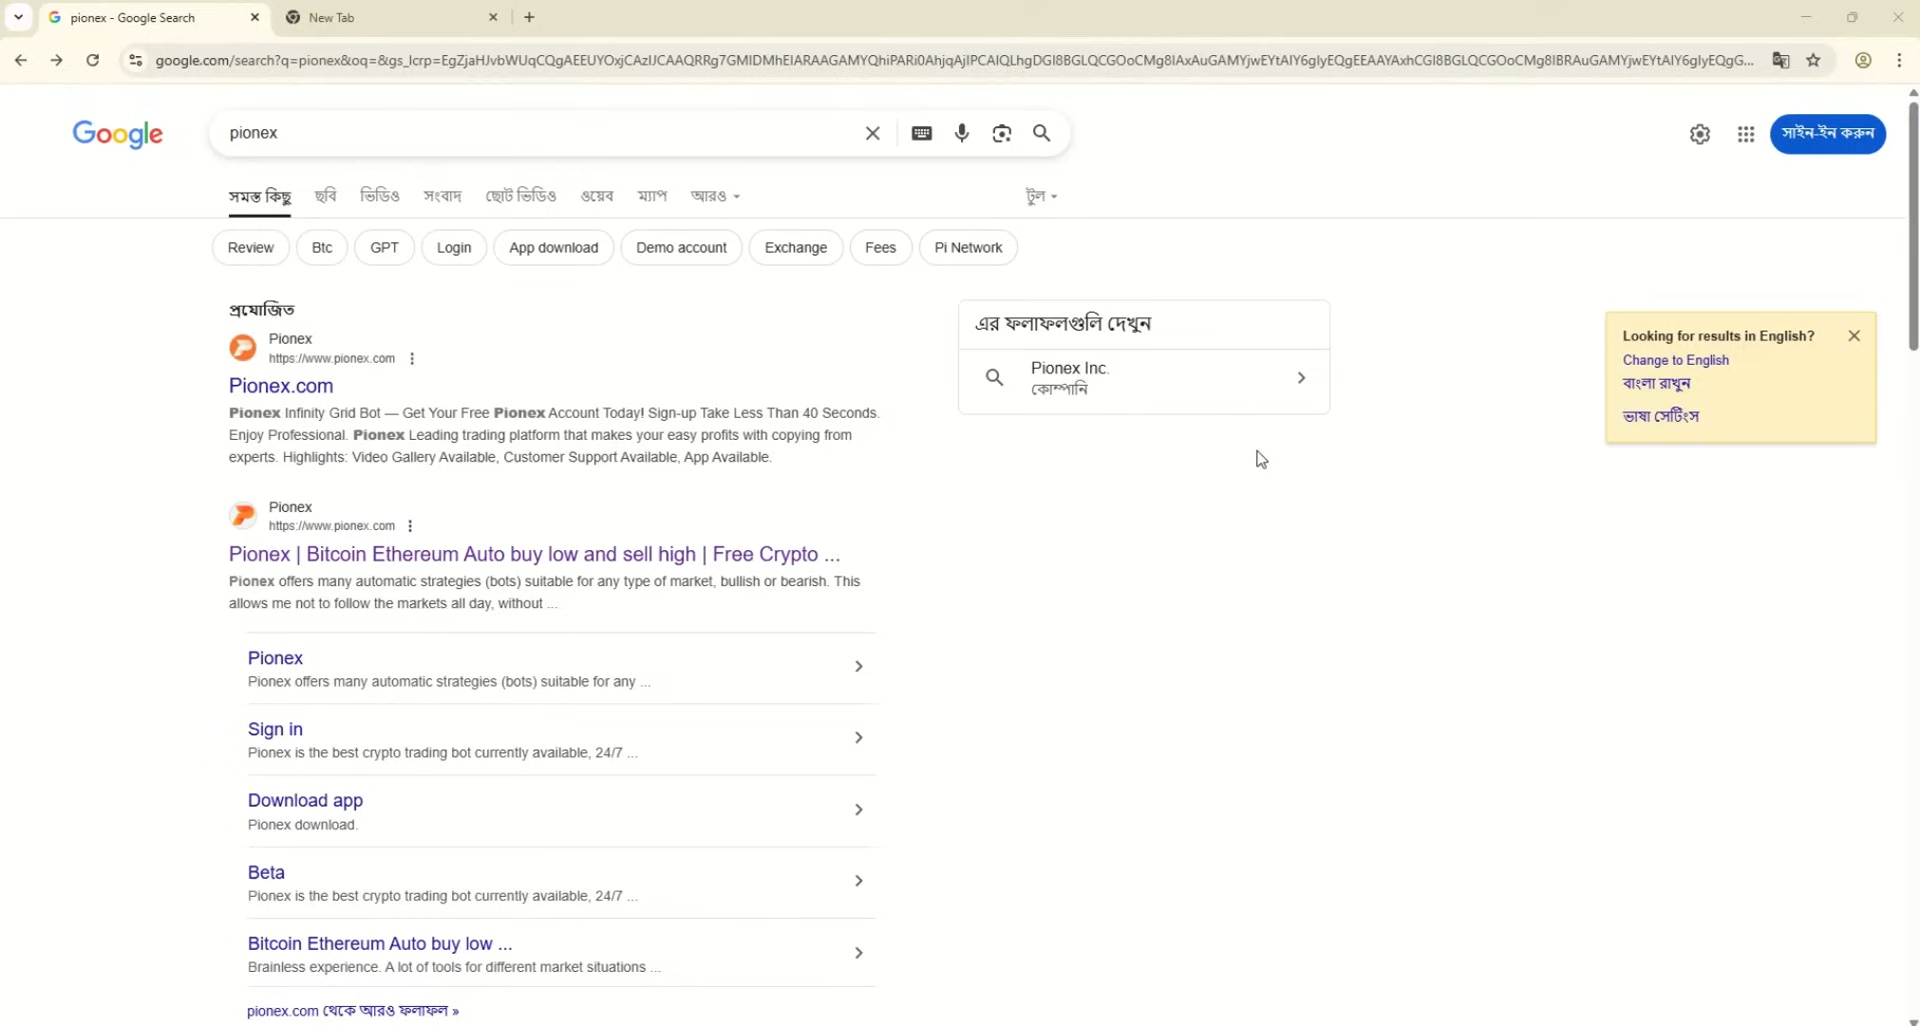 pionex - Google Search
New Tab
Google
pionex
সাইন-ইন করুন
সমস্ত কিছু ছবি ভিডিও সংবাদ ছোট ভিডিও ওয়েব ম্যাপ আরও টুল
Review Btc GPT Login App download Demo account Exchange Fees Pi Network
প্রযোজিত
Pionex
https://www.pionex.com
Pionex.com
Pionex Infinity Grid Bot — Get Your Free Pionex Account Today! Sign-up Take Less Than 40 Seconds.
Enjoy Professional. Pionex Leading trading platform that makes your easy profits with copying from
experts. Highlights: Video Gallery Available, Customer Support Available, App Available.
এর ফলাফলগুলি দেখুন
Pionex Inc.
কোম্পানি
Looking for results in English?
Change to English
বাংলা রাখুন
ভাষা সেটিংস
Pionex
https://www.pionex.com
Pionex | Bitcoin Ethereum Auto buy low and sell high | Free Crypto ...
Pionex offers many automatic strategies (bots) suitable for any type of market, bullish or bearish. This
allows me not to follow the markets all day, without ...
Pionex
Pionex offers many automatic strategies (bots) suitable for any ...
Sign in
Pionex is the best crypto trading bot currently available, 24/7 ...
Download app
Pionex download.
Beta
Pionex is the best crypto trading bot currently available, 24/7 ...
Bitcoin Ethereum Auto buy low ...
Brainless experience. A lot of tools for different market situations ...
pionex.com থেকে আরও ফলাফল »